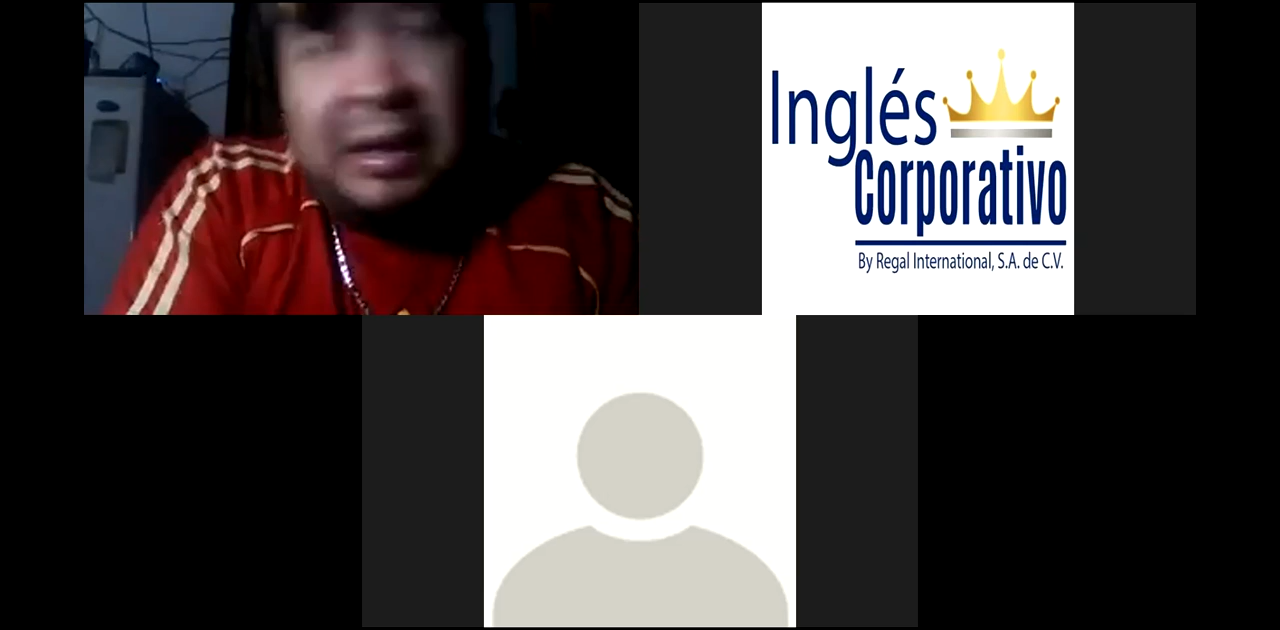 Inglés
Corporativo
By Regal International, S.A. de C.V.